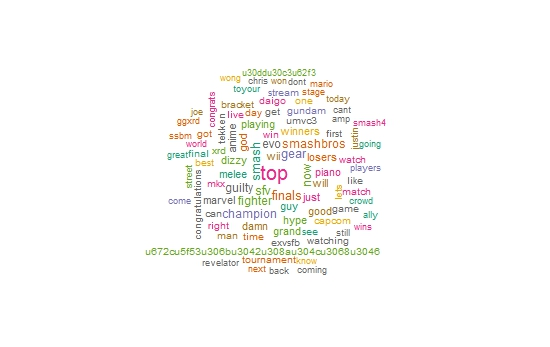 u30ddu30c3u62f3
wong chris won dont mario
toyour stream stage
congrats bracket daigo one today
joe live day get gundam cant
ggxrd tekken playing umvc3 amp smash4
ssbm got anime god win winners first justin
world xrd evo smashbros going
great final dizzy smash wii gear losers watch
best top now piano players
street melee
mkx guilty sfv finals just will like
congratulations marvel fighter lets match
come can champion guy good game crowd
capcom ally
right damn hype still wins
man time grand see
exvsfb watching
u672cu5f53u306bu3042u308au304cu3068u3046
revelator tournament know
next back coming